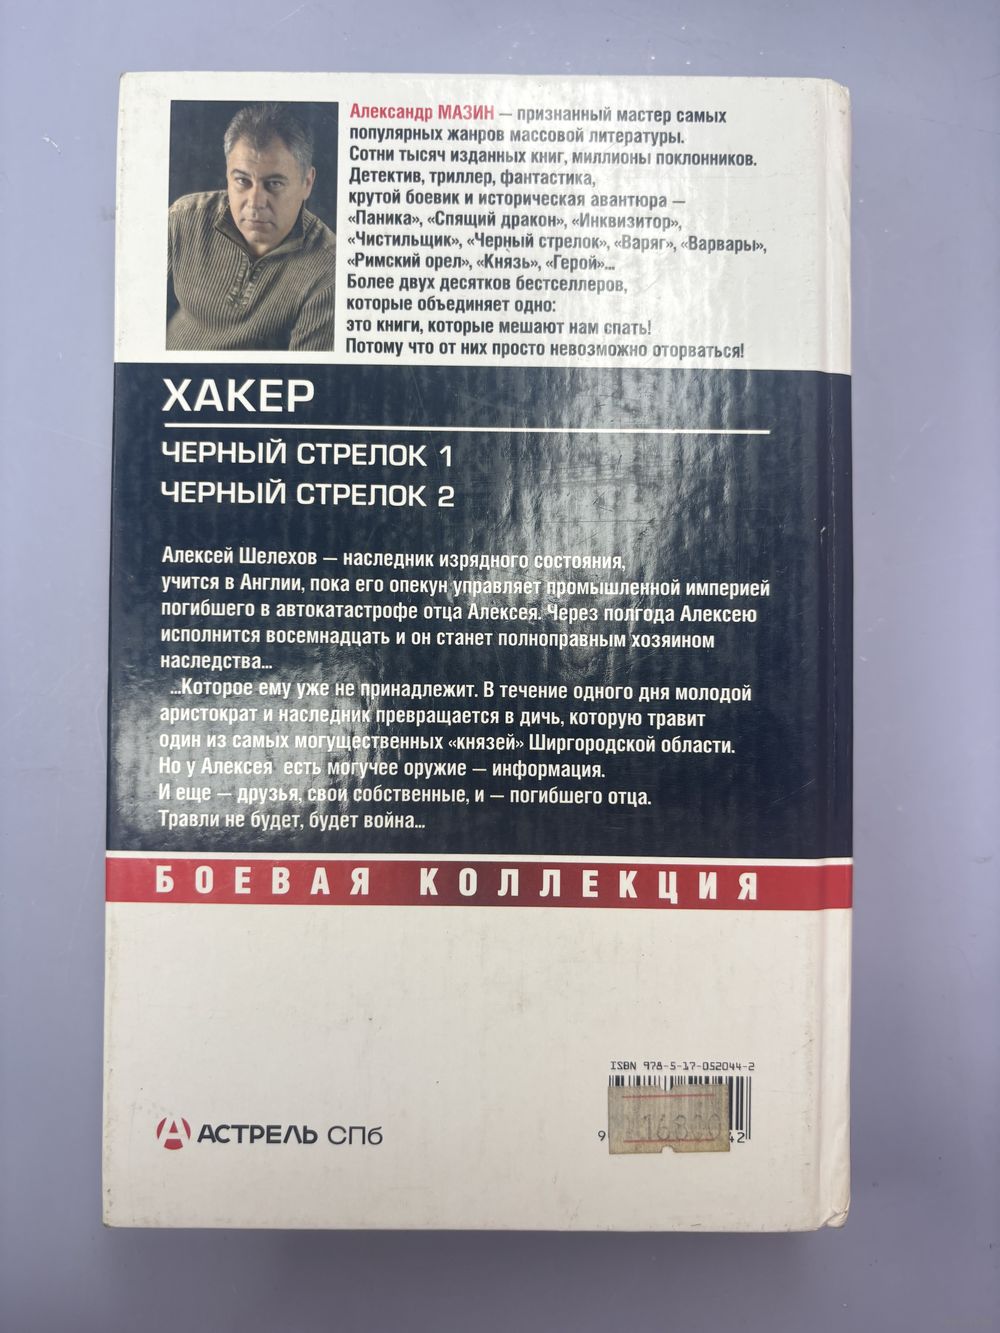 Александр МАЗИН — признанный мастер самых
популярных жанров массовой литературы.
Сотни тысяч изданных книг, миллионы поклонников.
Детектив, триллер, фантастика,
крутой боевик и историческая авантюра —
«Паника», «Спящий дракон», «Инквизитор»,
«Чистильщик», «Черный стрелок», «Варяг», «Варвары»,
«Римский орел», «Князь», «Герой»...
Более двух десятков бестселлеров,
которые объединяет одно:
это книги, которые мешают нам спать!
Потому что от них просто невозможно оторваться!
ХАКЕР
ЧЕРНЫЙ СТРЕЛОК 1
ЧЕРНЫЙ СТРЕЛОК 2
Алексей Шелехов — наследник изрядного состояния,
учится в Англии, пока его опекун управляет промышленной империей
погибшего в автокатастрофе отца Алексея. Через полгода Алексею
исполнится восемнадцать и он станет полноправным хозяином
наследства...
...Которое ему уже не принадлежит. В течение одного дня молодой
аристократ и наследник превращается в дичь, которую травит
один из самых могущественных «князей» Ширгородской области.
Но у Алексея есть могучее оружие — информация.
И еще — друзья, свои собственные, и — погибшего отца.
Травли не будет, будет война...
БОЕВАЯ КОЛЛЕКЦИЯ
ISBN 978-5-17-052044-2
9 42
АСТРЕЛЬ СПб